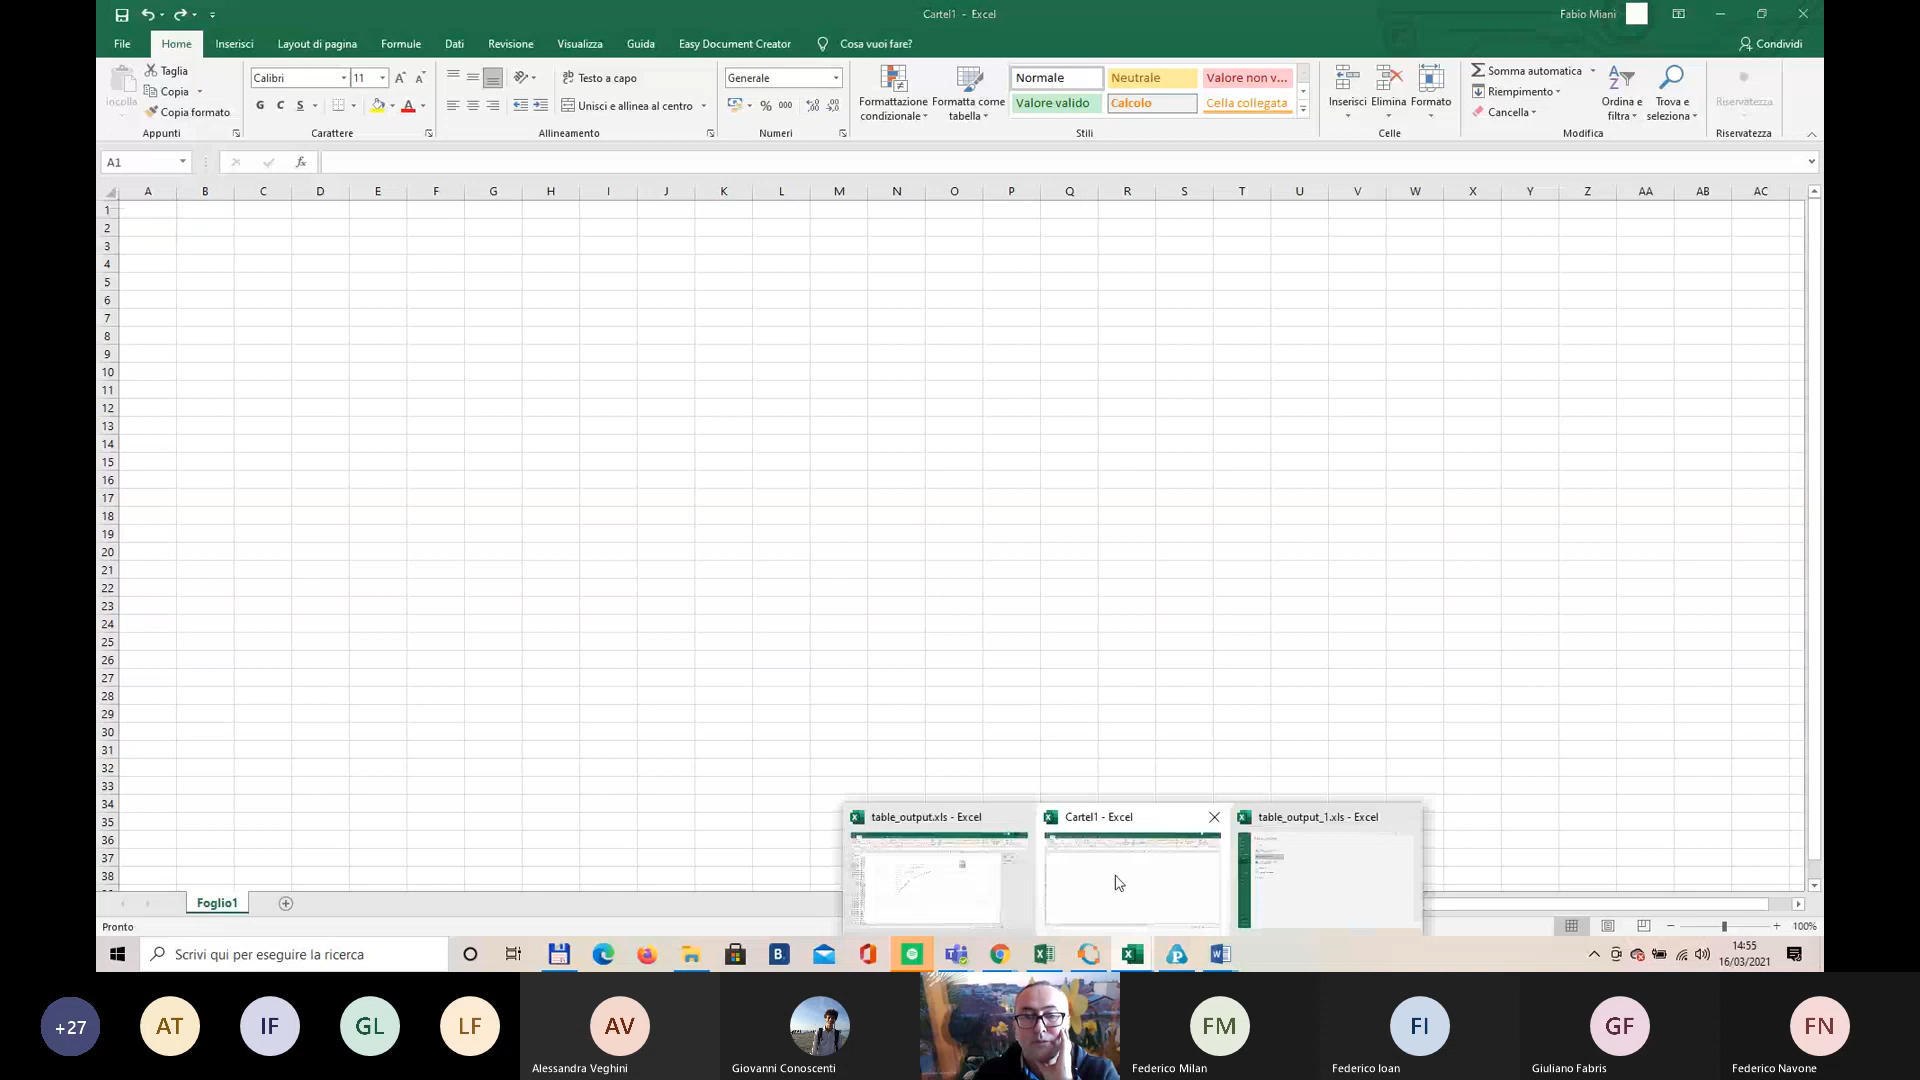 Cartel1 - Excel
Fabio Miani
File
Home
Inserisci
Layout di pagina
Formule
Dati
Revisione
Visualizza
Guida
Easy Document Creator
Cosa vuoi fare?
Condividi
Incolla
Taglia
Copia
Copia formato
Appunti
Calibri
11
G C S
Carattere
Testo a capo
Unisci e allinea al centro
Allineamento
Generale
% 000
Numeri
Formattazione condizionale
Formatta come tabella
Normale
Neutrale
Valore non v...
Valore valido
Calcolo
Cella collegata
Stili
Inserisci
Elimina
Formato
Celle
Somma automatica
Riempimento
Cancella
Ordina e filtra
Trova e seleziona
Modifica
Riservatezza
Riservatezza
A1
fx
A B C D E F G H I J K L M N O P Q R S T U V W X Y Z AA AB AC
1
2
3
4
5
6
7
8
9
10
11
12
13
14
15
16
17
18
19
20
21
22
23
24
25
26
27
28
29
30
31
32
33
34
35
36
37
38
table_output.xls - Excel
Cartel1 - Excel
table_output_1.xls - Excel
Foglio1
Pronto
100%
Scrivi qui per eseguire la ricerca
14:55
16/03/2021
+27
AT
IF
GL
LF
AV
Alessandra Veghini
Giovanni Conoscenti
FM
Federico Milan
FI
Federico Ioan
GF
Giuliano Fabris
FN
Federico Navone